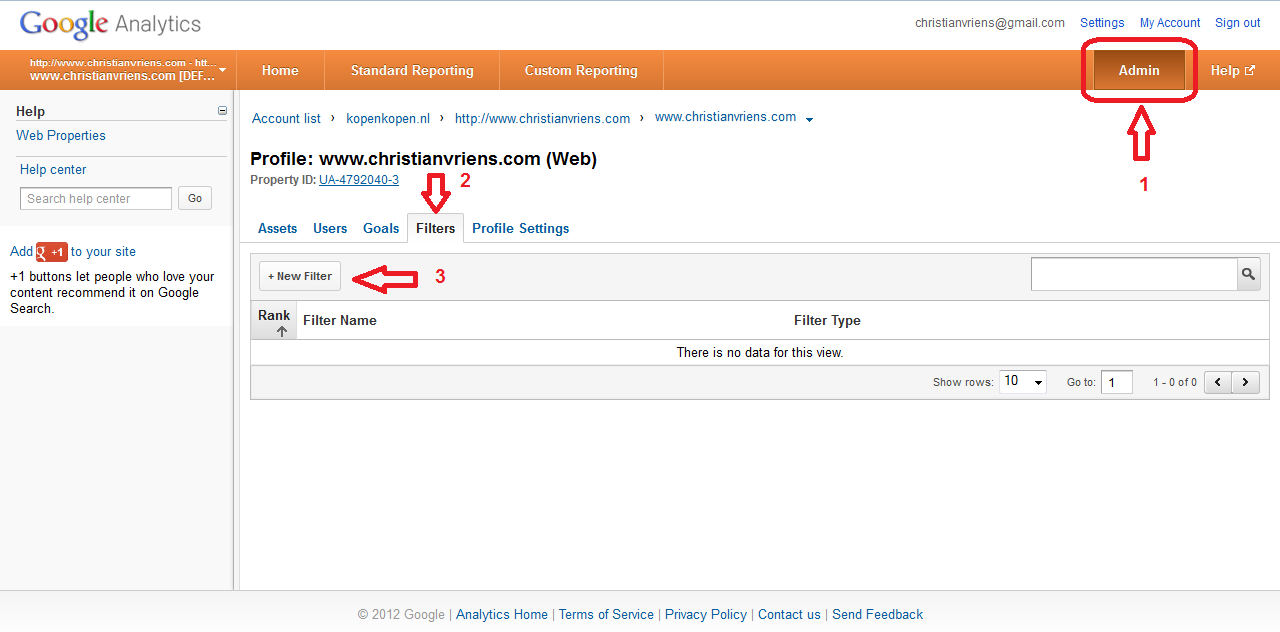 Google Analytics
christianvriens@gmail.com Settings My Account Sign out
http://www.christianvriens.com - htt...
www.christianvriens.com [DEF...
Home Standard Reporting Custom Reporting Admin Help
Help
Web Properties
Help center
Search help center Go
Add g +1 to your site
+1 buttons let people who love your
content recommend it on Google
Search.
Account list › kopenkopen.nl › http://www.christianvriens.com › www.christianvriens.com
Profile: www.christianvriens.com (Web)
Property ID: UA-4792040-3
2
1
Assets Users Goals Filters Profile Settings
+ New Filter
3
Rank Filter Name Filter Type
There is no data for this view.
Show rows: 10 Go to: 1 1 - 0 of 0
© 2012 Google | Analytics Home | Terms of Service | Privacy Policy | Contact us | Send Feedback